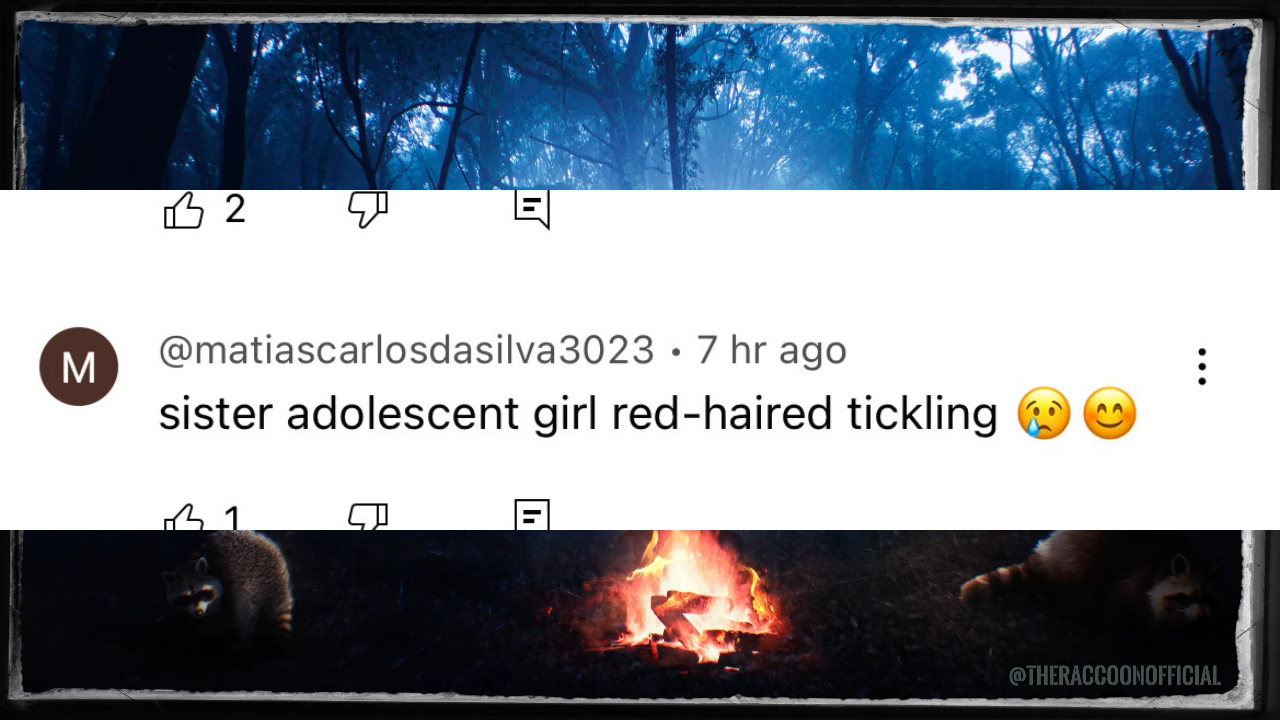 2
M
@matiascarlosdasilva3023 • 7 hr ago
sister adolescent girl red-haired tickling 😢 😊
1
@THERACCOONOFFICIAL